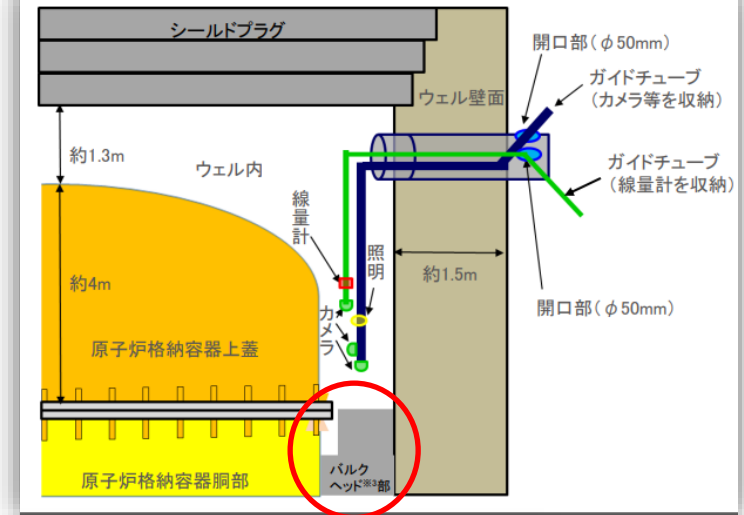 シールドプラグ
開口部(φ50mm)
ガイドチューブ
(カメラ等を収納)
ウェル壁面
約1.3m
ウェル内
ガイドチューブ
(線量計を収納)
線量計
照明
約1.5m
約4m
カメラ
開口部(φ50mm)
原子炉格納容器上蓋
原子炉格納容器胴部
バルク
ヘッド※3部